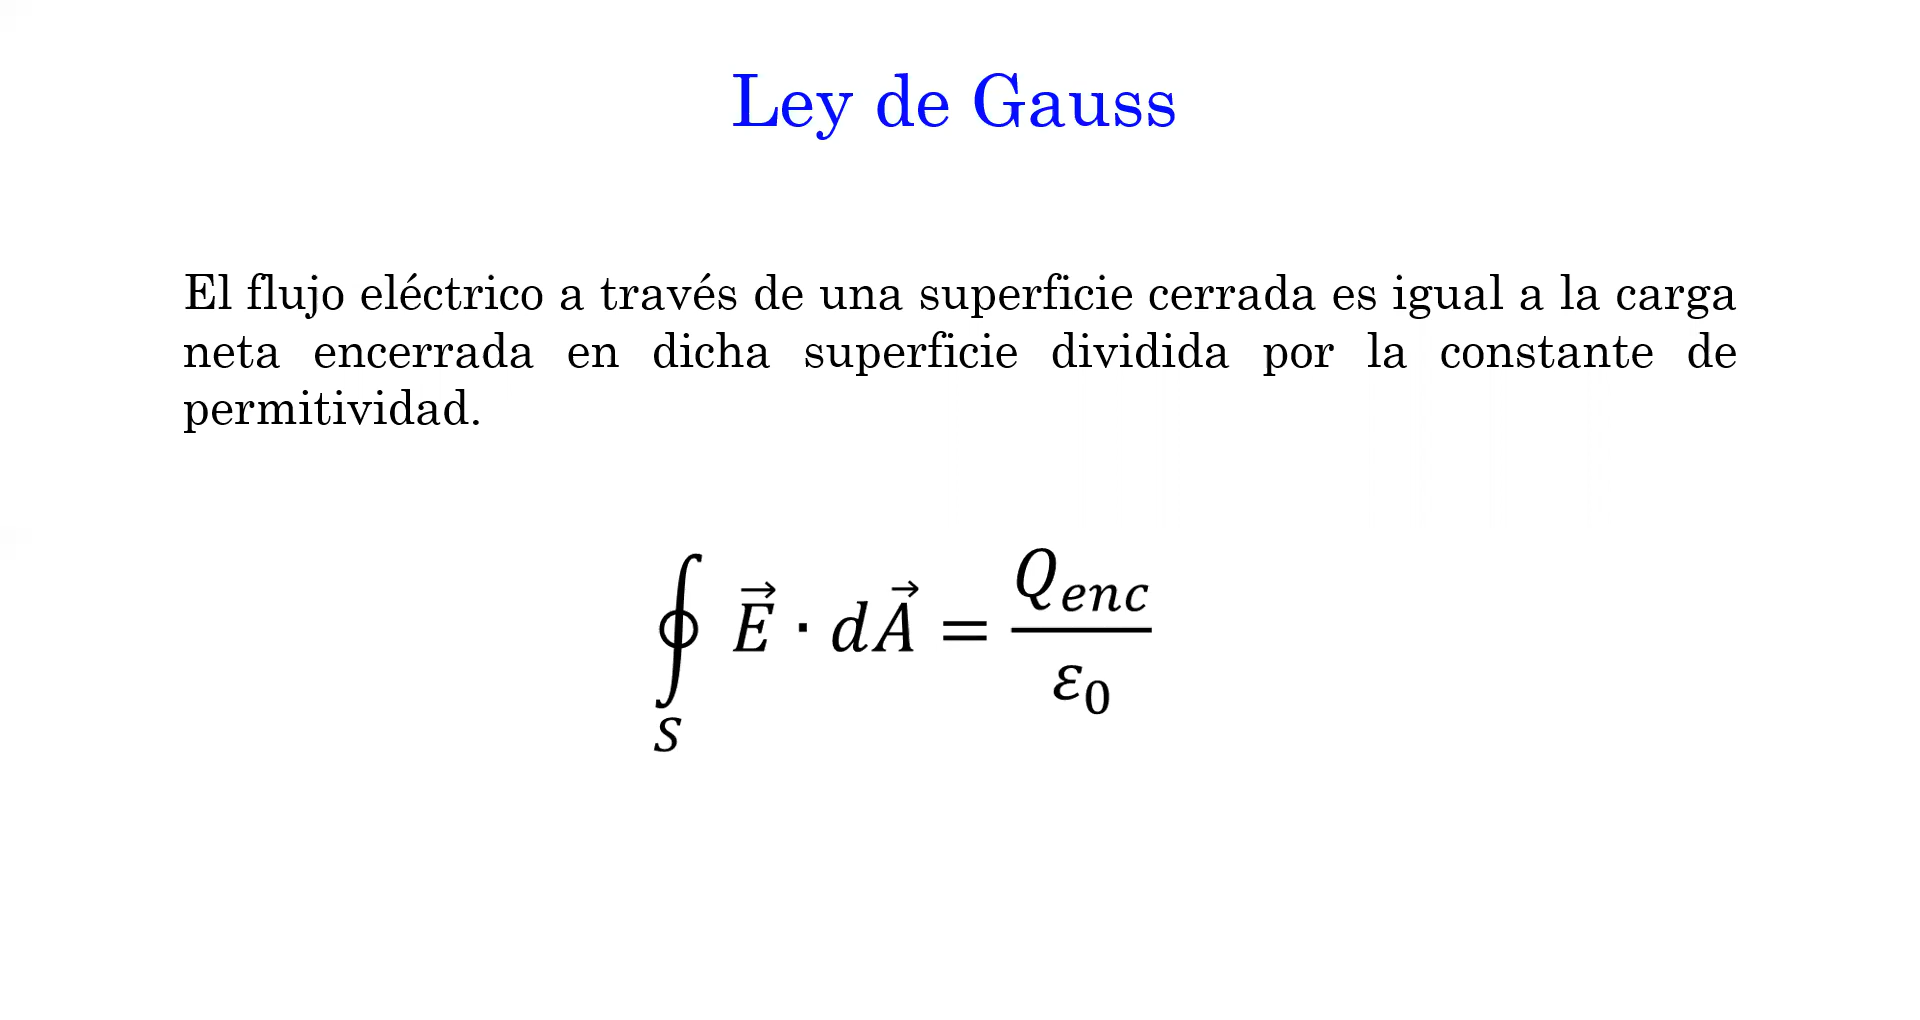 Ley de Gauss
El flujo eléctrico a través de una superficie cerrada es igual a la carga
neta encerrada en dicha superficie dividida por la constante de
permitividad.
∮_S E⃗ · dA⃗ = Q_enc / ε₀